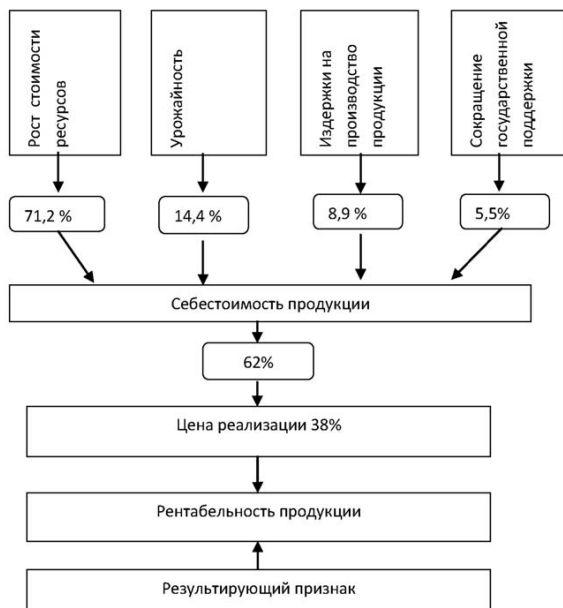 Рост стоимости
ресурсов
Урожайность
Издержки на
производство
продукции
Сокращение
государственной
поддержки
71,2 %
14,4 %
8,9 %
5,5%
Себестоимость продукции
62%
Цена реализации 38%
Рентабельность продукции
Результирующий признак